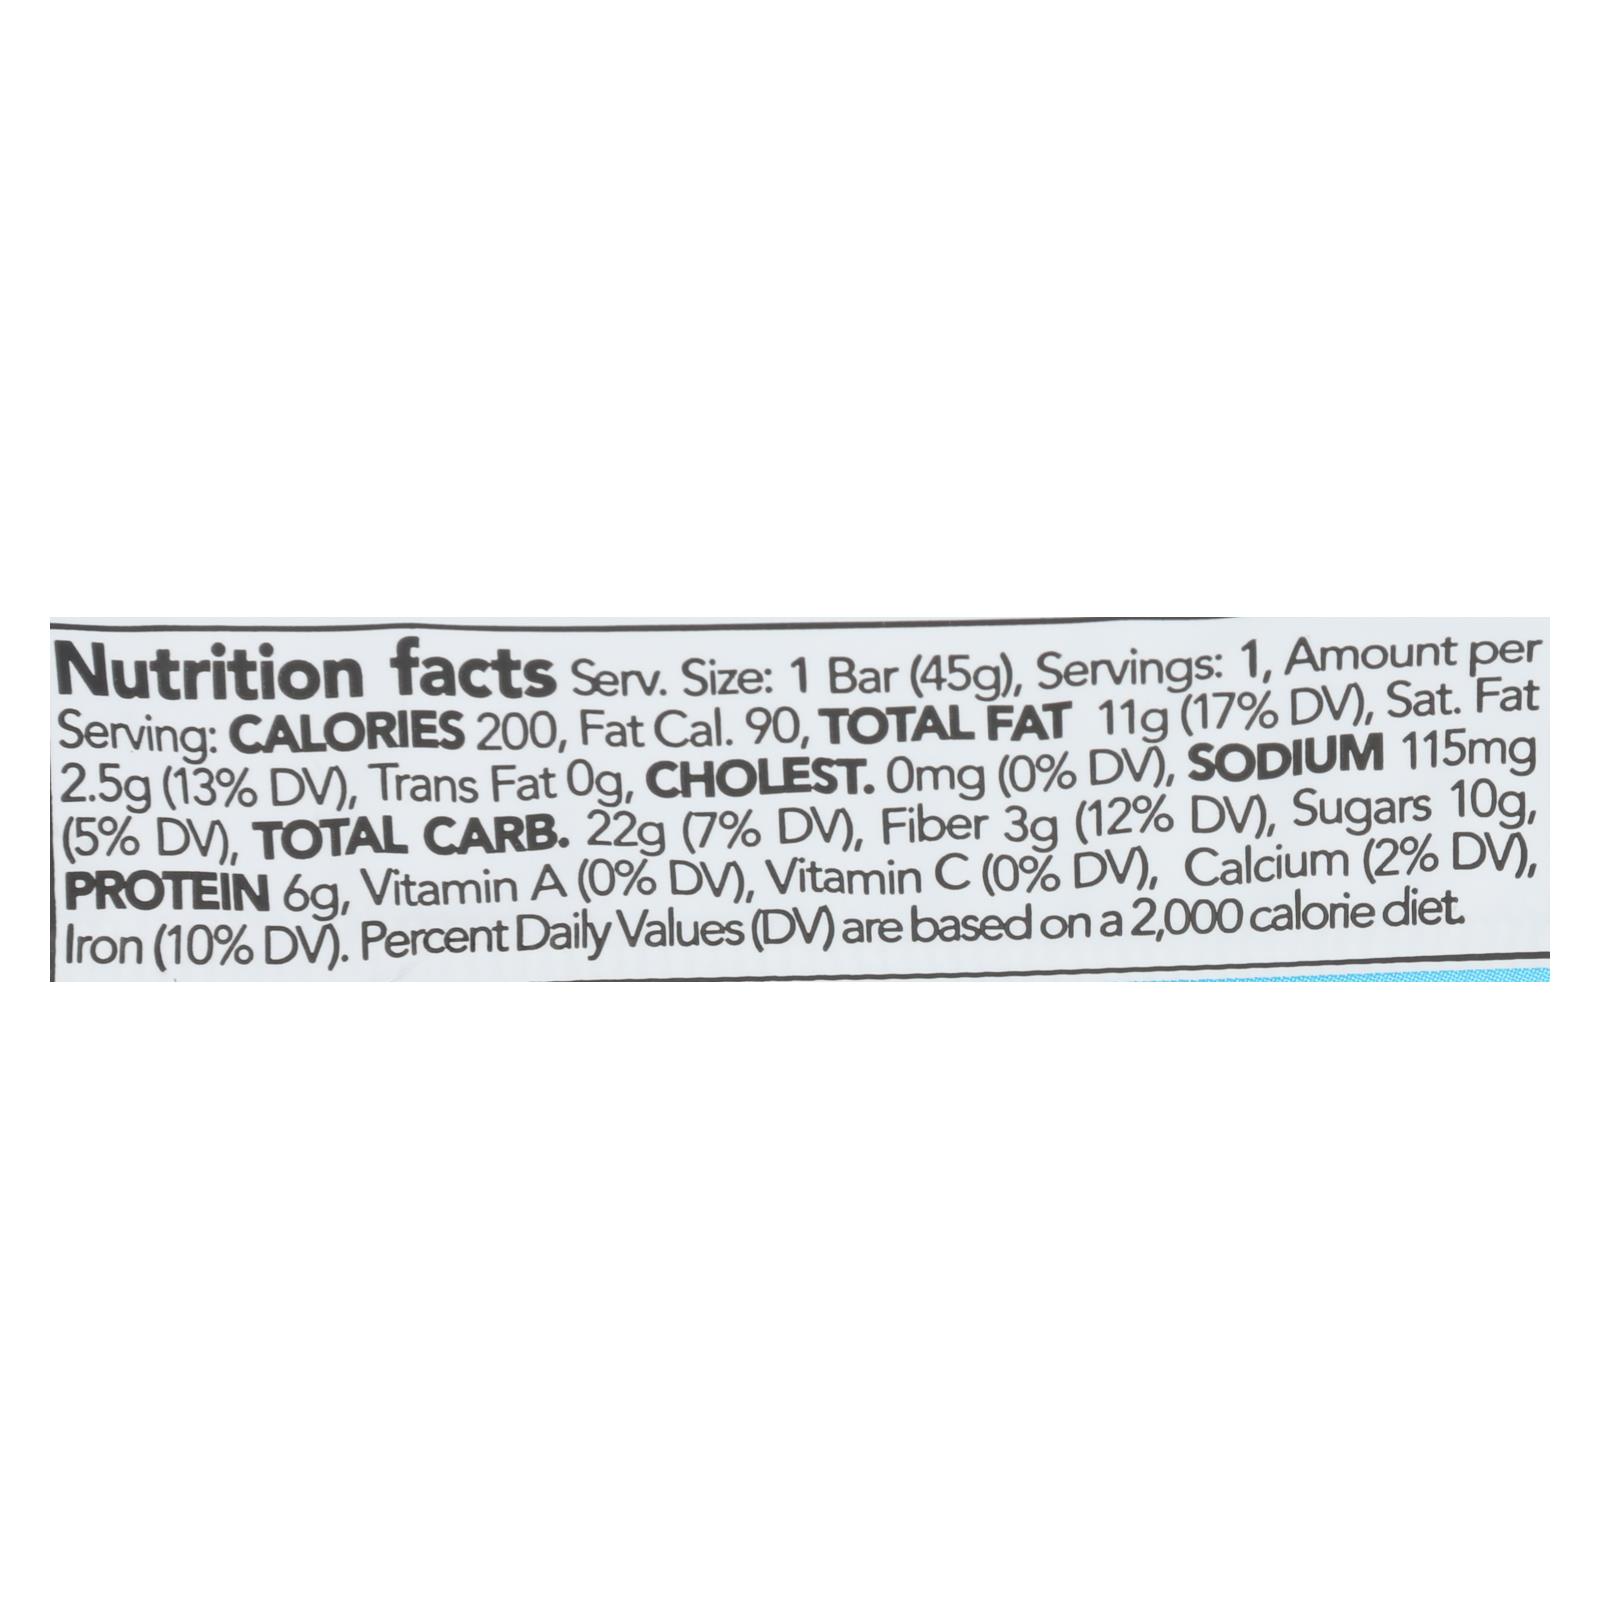 Nutrition facts Serv. Size: 1 Bar (45g), Servings: 1, Amount per
Serving: CALORIES 200, Fat Cal. 90, TOTAL FAT 11g (17% DV), Sat. Fat
2.5g (13% DV), Trans Fat 0g, CHOLEST. 0mg (0% DV), SODIUM 115mg
(5% DV), TOTAL CARB. 22g (7% DV), Fiber 3g (12% DV), Sugars 10g,
PROTEIN 6g, Vitamin A (0% DV), Vitamin C (0% DV), Calcium (2% DV),
Iron (10% DV). Percent Daily Values (DV) are based on a 2,000 calorie diet.